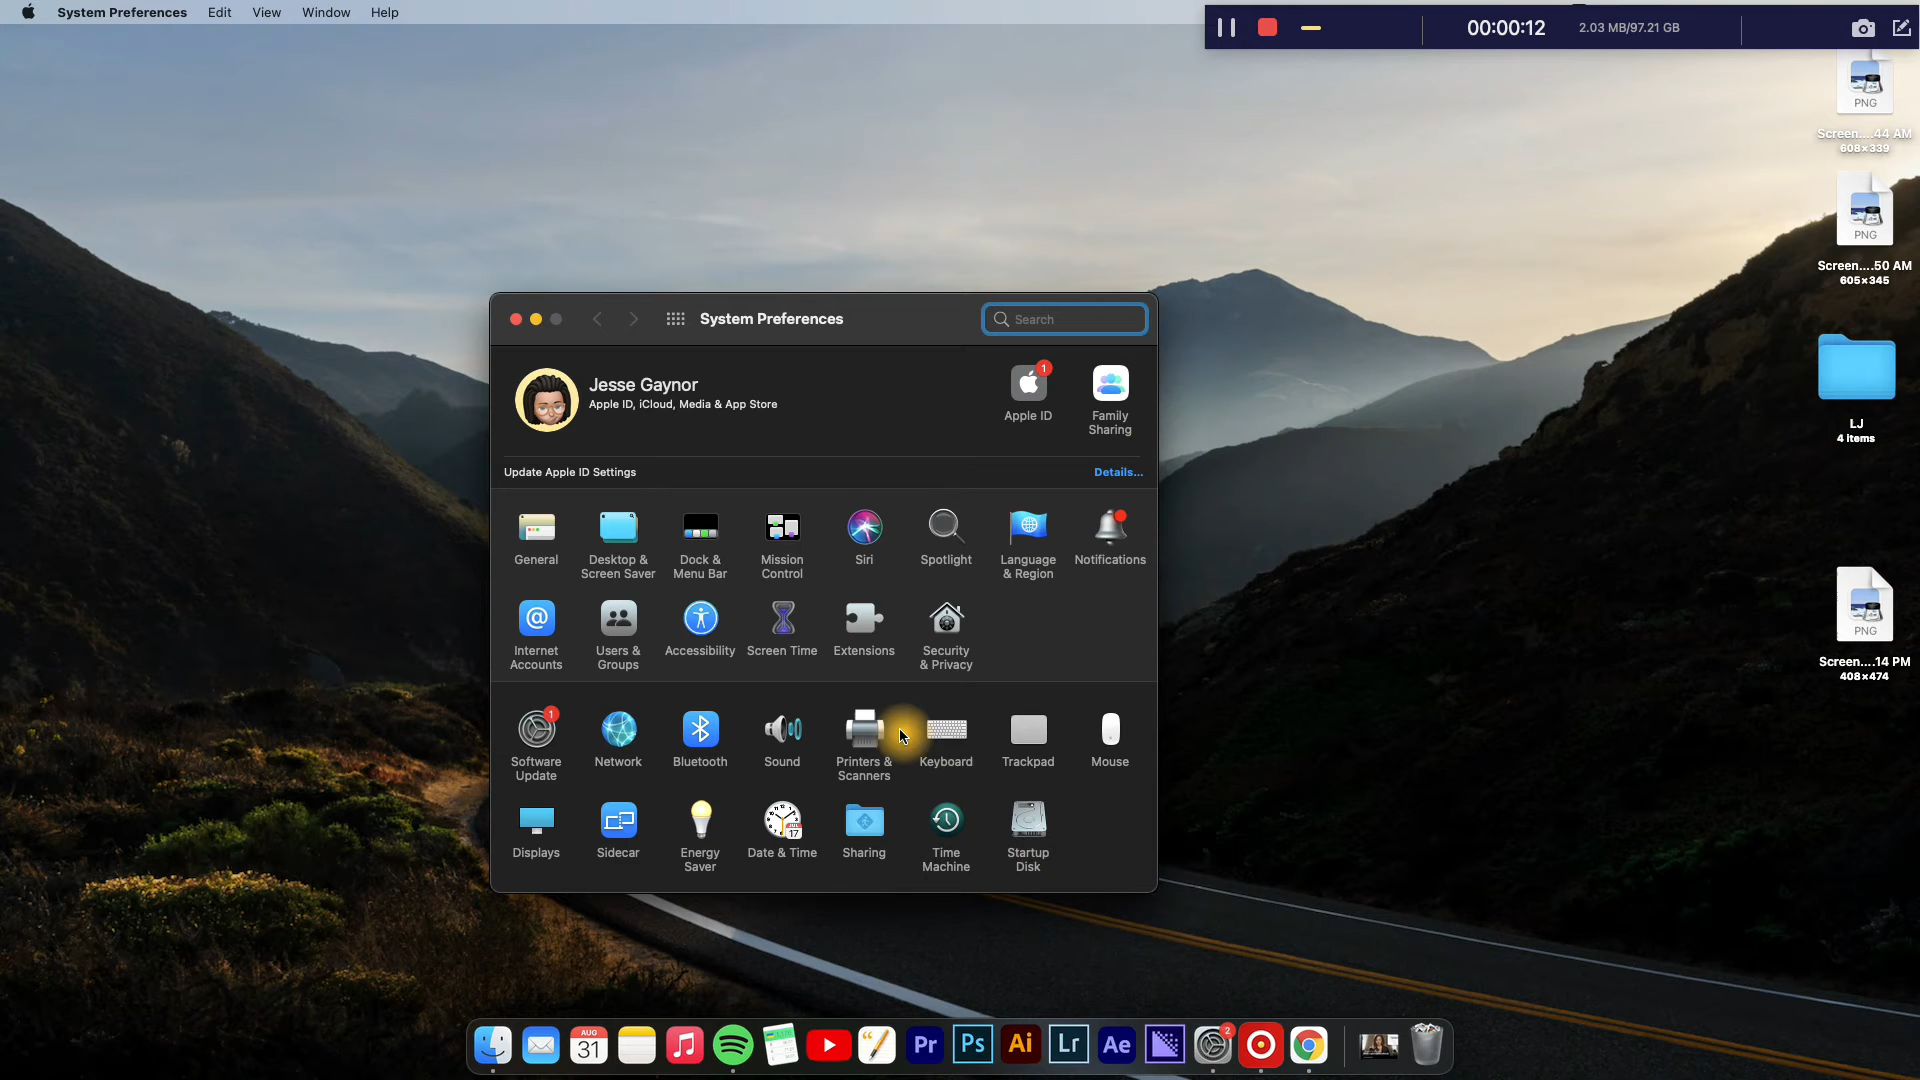 System Preferences Edit View Window Help
00:00:12 2.03 MB/97.21 GB
PNG
Screen....44 AM
608×339
PNG
Screen....50 AM
605×345
LJ
4 items
PNG
Screen....14 PM
408×474
System Preferences
Search
Jesse Gaynor
Apple ID, iCloud, Media & App Store
1
Apple ID
Family
Sharing
Update Apple ID Settings Details...
General
Desktop &
Screen Saver
Dock &
Menu Bar
Mission
Control
Siri
Spotlight
Language
& Region
Notifications
@
Internet
Accounts
Users &
Groups
Accessibility
Screen Time
Extensions
Security
& Privacy
1
Software
Update
Network
Bluetooth
Sound
Printers &
Scanners
Keyboard
Trackpad
Mouse
Displays
Sidecar
Energy
Saver
17
Date & Time
Sharing
Time
Machine
Startup
Disk
AUG
31
Pr
Ps
Ai
Lr
Ae
2